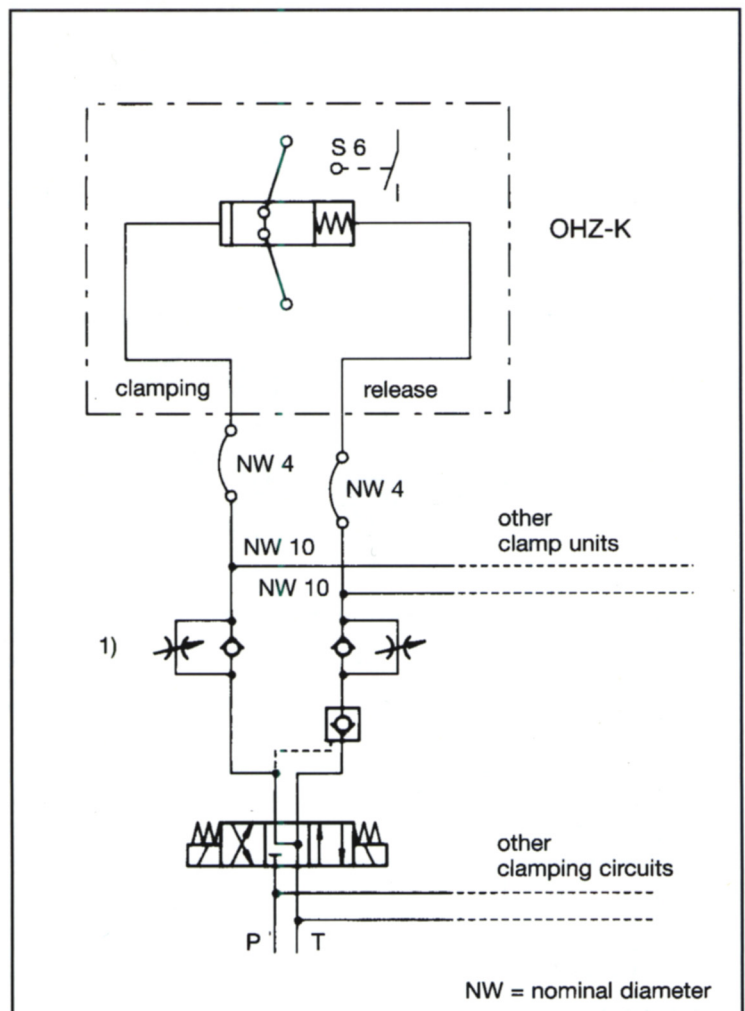 S 6
OHZ-K
clamping
release
NW 4
NW 4
other
clamp units
NW 10
NW 10
1)
other
clamping circuits
P
T
NW = nominal diameter